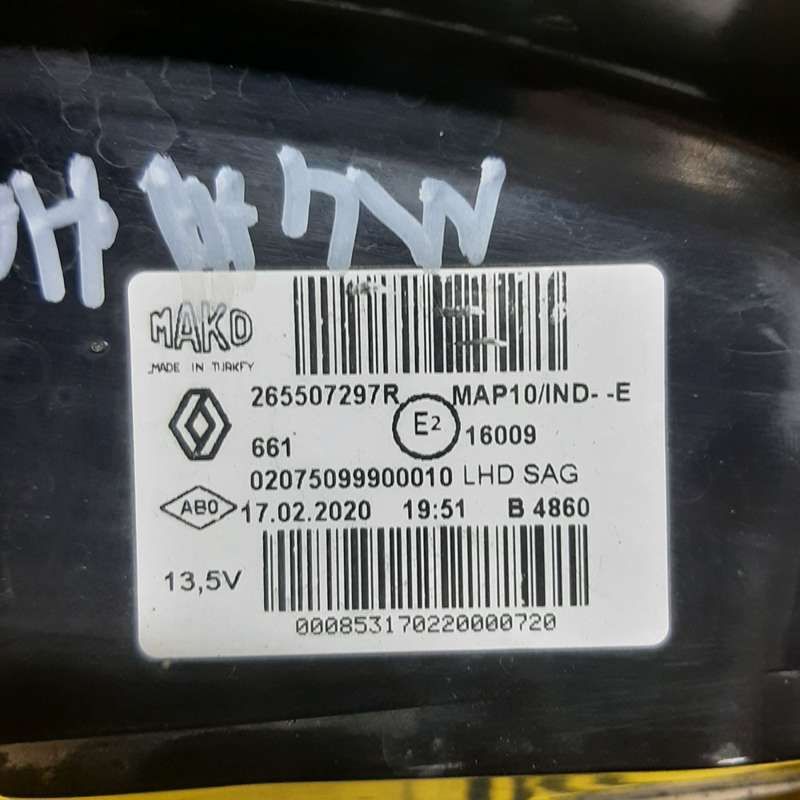 MAKO
MADE IN TURKEY
265507297R MAP10/IND- -E
661 E2 16009
02075099900010 LHD SAG
ABO 17.02.2020 19:51 B 4860
13,5V
000853170220000720